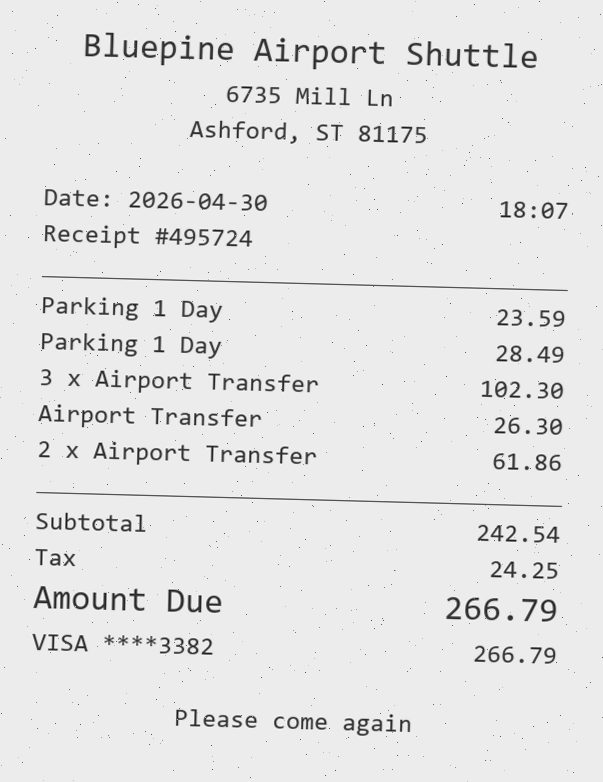 Bluepine Airport Shuttle
6735 Mill Ln
Ashford, ST 81175
Date: 2026-04-30 18:07
Receipt #495724
Parking 1 Day 23.59
Parking 1 Day 28.49
3 x Airport Transfer 102.30
Airport Transfer 26.30
2 x Airport Transfer 61.86
Subtotal 242.54
Tax 24.25
Amount Due 266.79
VISA ****3382 266.79
Please come again